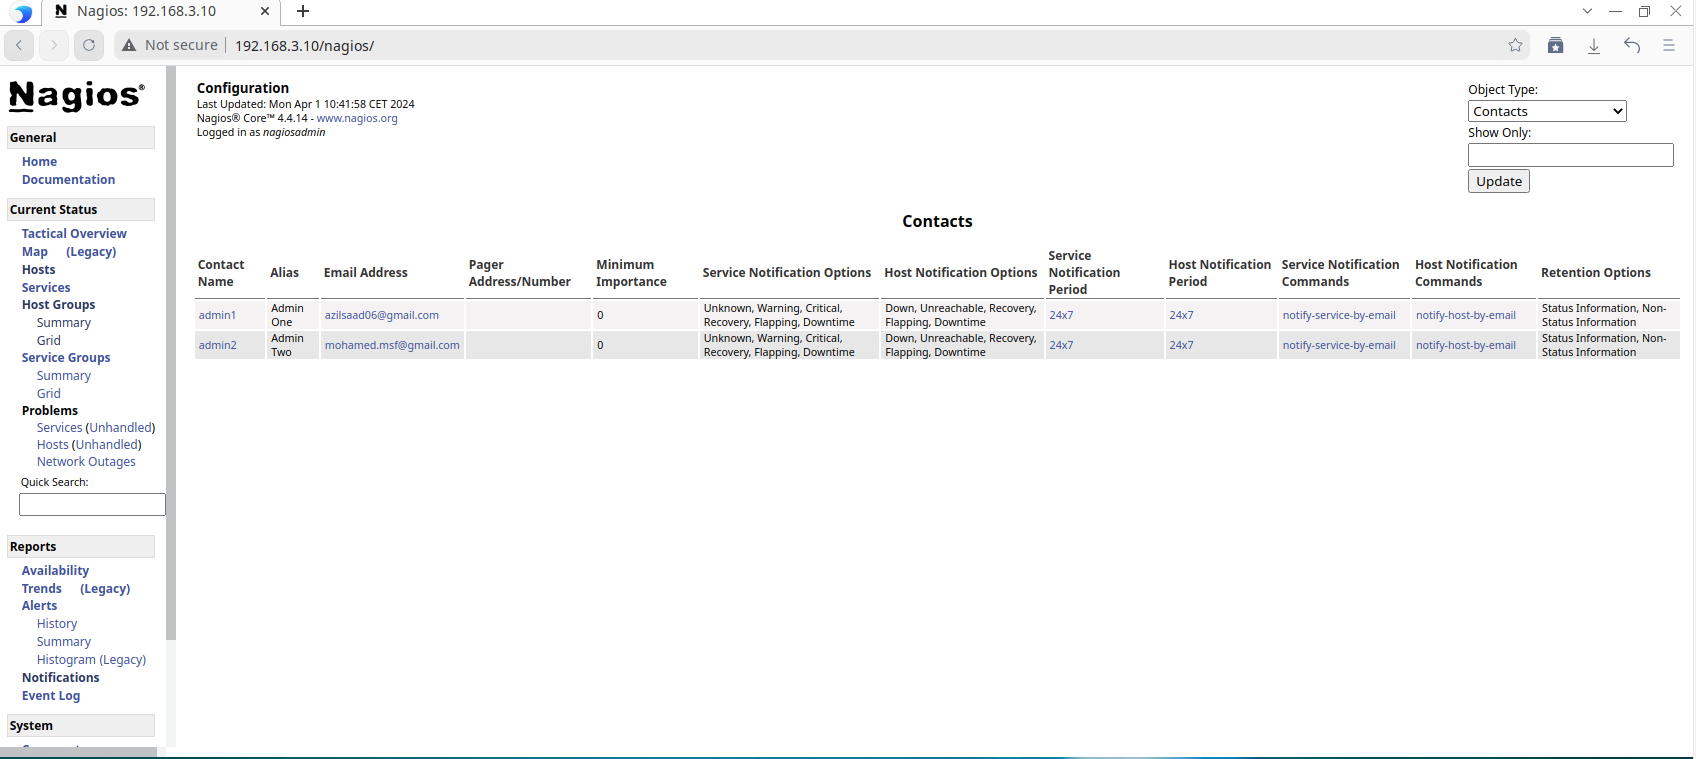 Nagios: 192.168.3.10
Not secure 192.168.3.10/nagios/
Nagios®
General
Home
Documentation
Current Status
Tactical Overview
Map (Legacy)
Hosts
Services
Host Groups
Summary
Grid
Service Groups
Summary
Grid
Problems
Services (Unhandled)
Hosts (Unhandled)
Network Outages
Quick Search:
Reports
Availability
Trends (Legacy)
Alerts
History
Summary
Histogram (Legacy)
Notifications
Event Log
System
Configuration
Last Updated: Mon Apr 1 10:41:58 CET 2024
Nagios® Core™ 4.4.14 - www.nagios.org
Logged in as nagiosadmin
Object Type:
Contacts
Show Only:
Update
Contacts
Contact Name Alias Email Address Pager Address/Number Minimum Importance Service Notification Options Host Notification Options Service Notification Period Host Notification Period Service Notification Commands Host Notification Commands Retention Options
admin1 Admin One azilsaad06@gmail.com 0 Unknown, Warning, Critical, Recovery, Flapping, Downtime Down, Unreachable, Recovery, Flapping, Downtime 24x7 24x7 notify-service-by-email notify-host-by-email Status Information, Non-Status Information
admin2 Admin Two mohamed.msf@gmail.com 0 Unknown, Warning, Critical, Recovery, Flapping, Downtime Down, Unreachable, Recovery, Flapping, Downtime 24x7 24x7 notify-service-by-email notify-host-by-email Status Information, Non-Status Information